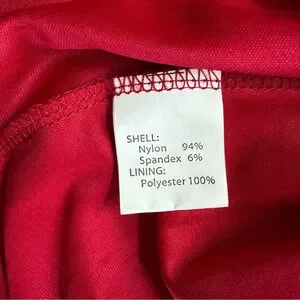 SHELL:
Nylon 94%
Spandex 6%
LINING:
Polyester 100%